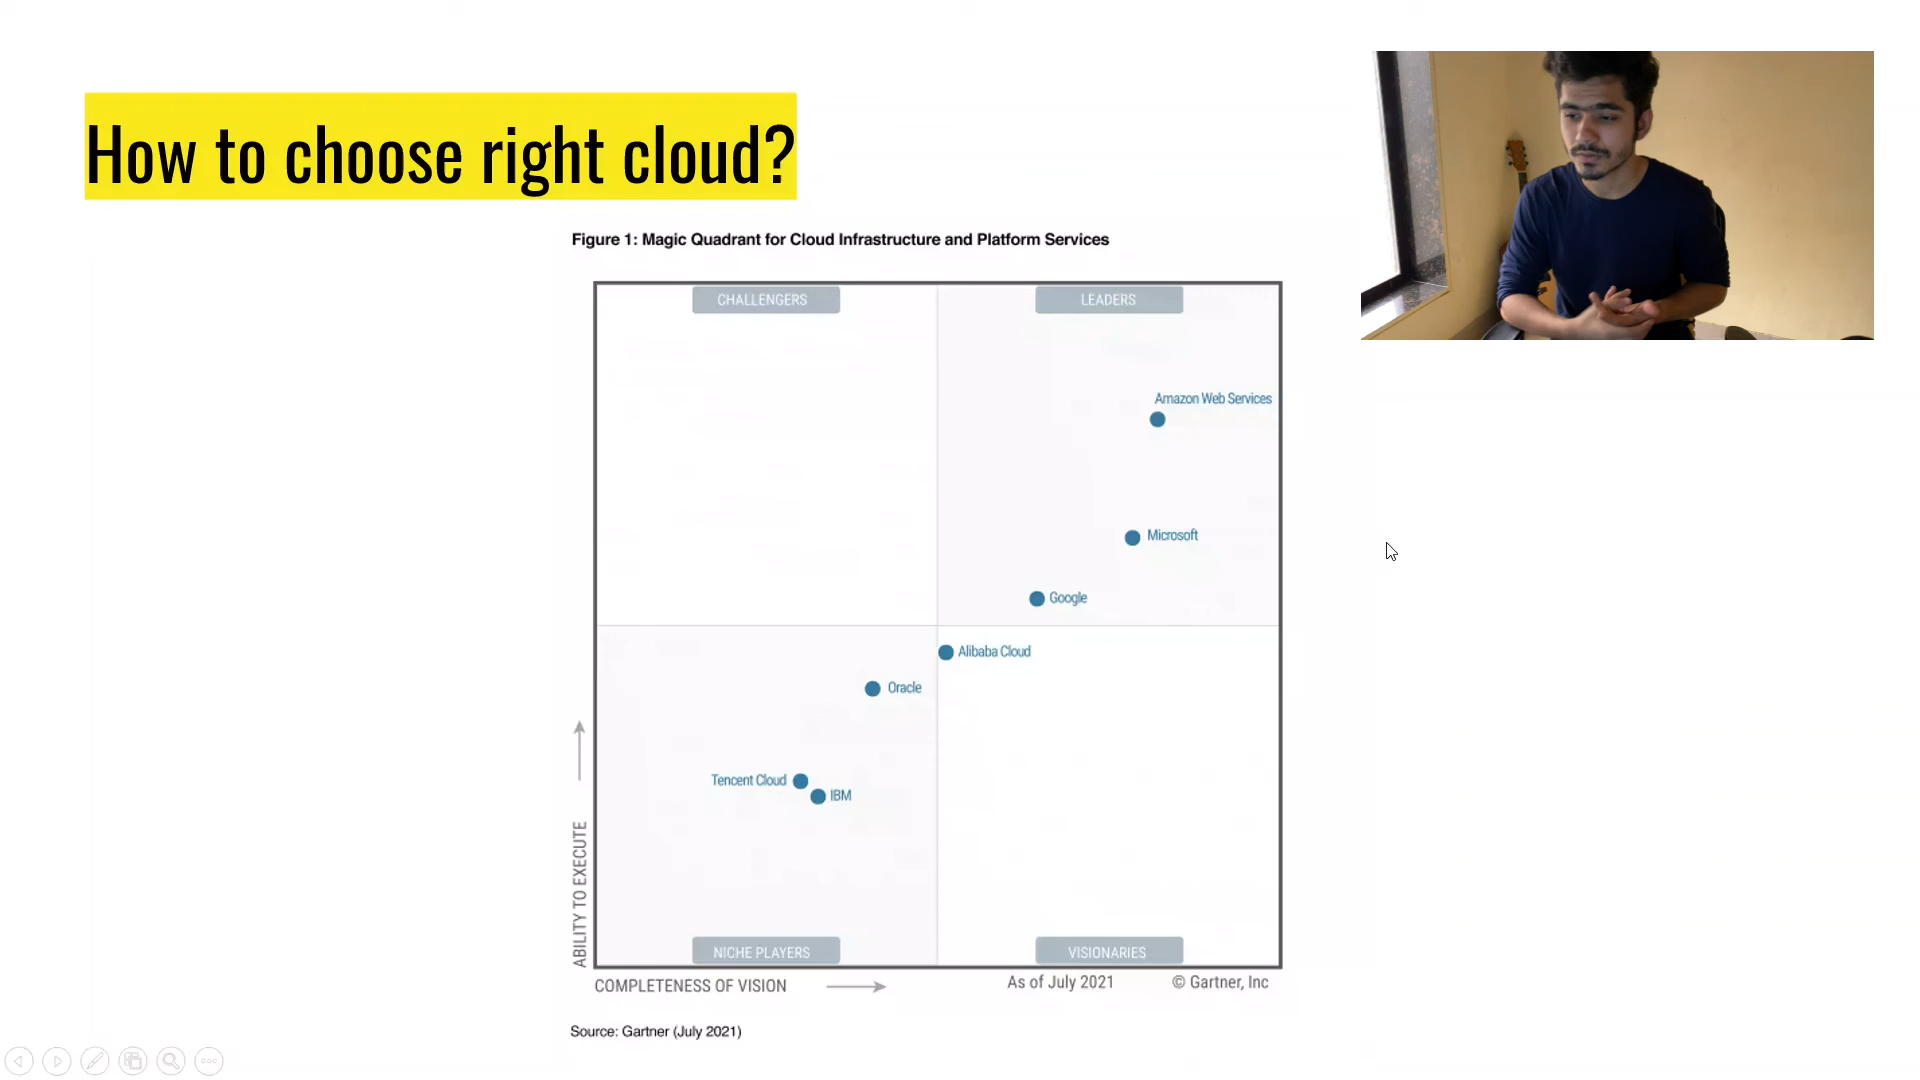 How to choose right cloud?
Figure 1: Magic Quadrant for Cloud Infrastructure and Platform Services
CHALLENGERS
LEADERS
Amazon Web Services
Microsoft
Google
Alibaba Cloud
Oracle
Tencent Cloud
IBM
ABILITY TO EXECUTE
NICHE PLAYERS
VISIONARIES
COMPLETENESS OF VISION
As of July 2021
© Gartner, Inc
Source: Gartner (July 2021)